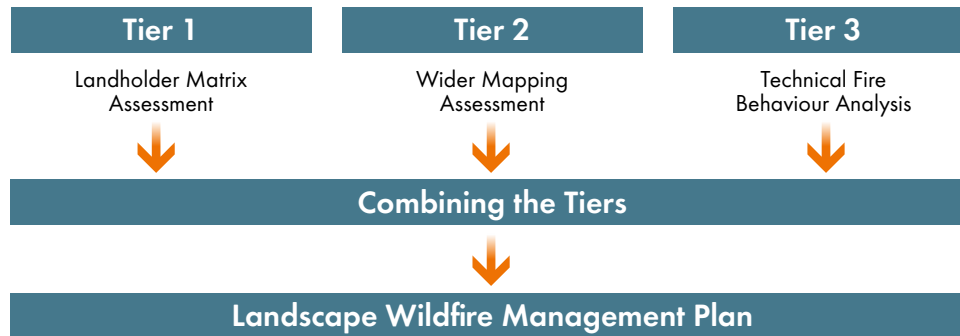 Tier 1
Landholder Matrix
Assessment
Tier 2
Wider Mapping
Assessment
Tier 3
Technical Fire
Behaviour Analysis
Combining the Tiers
Landscape Wildfire Management Plan